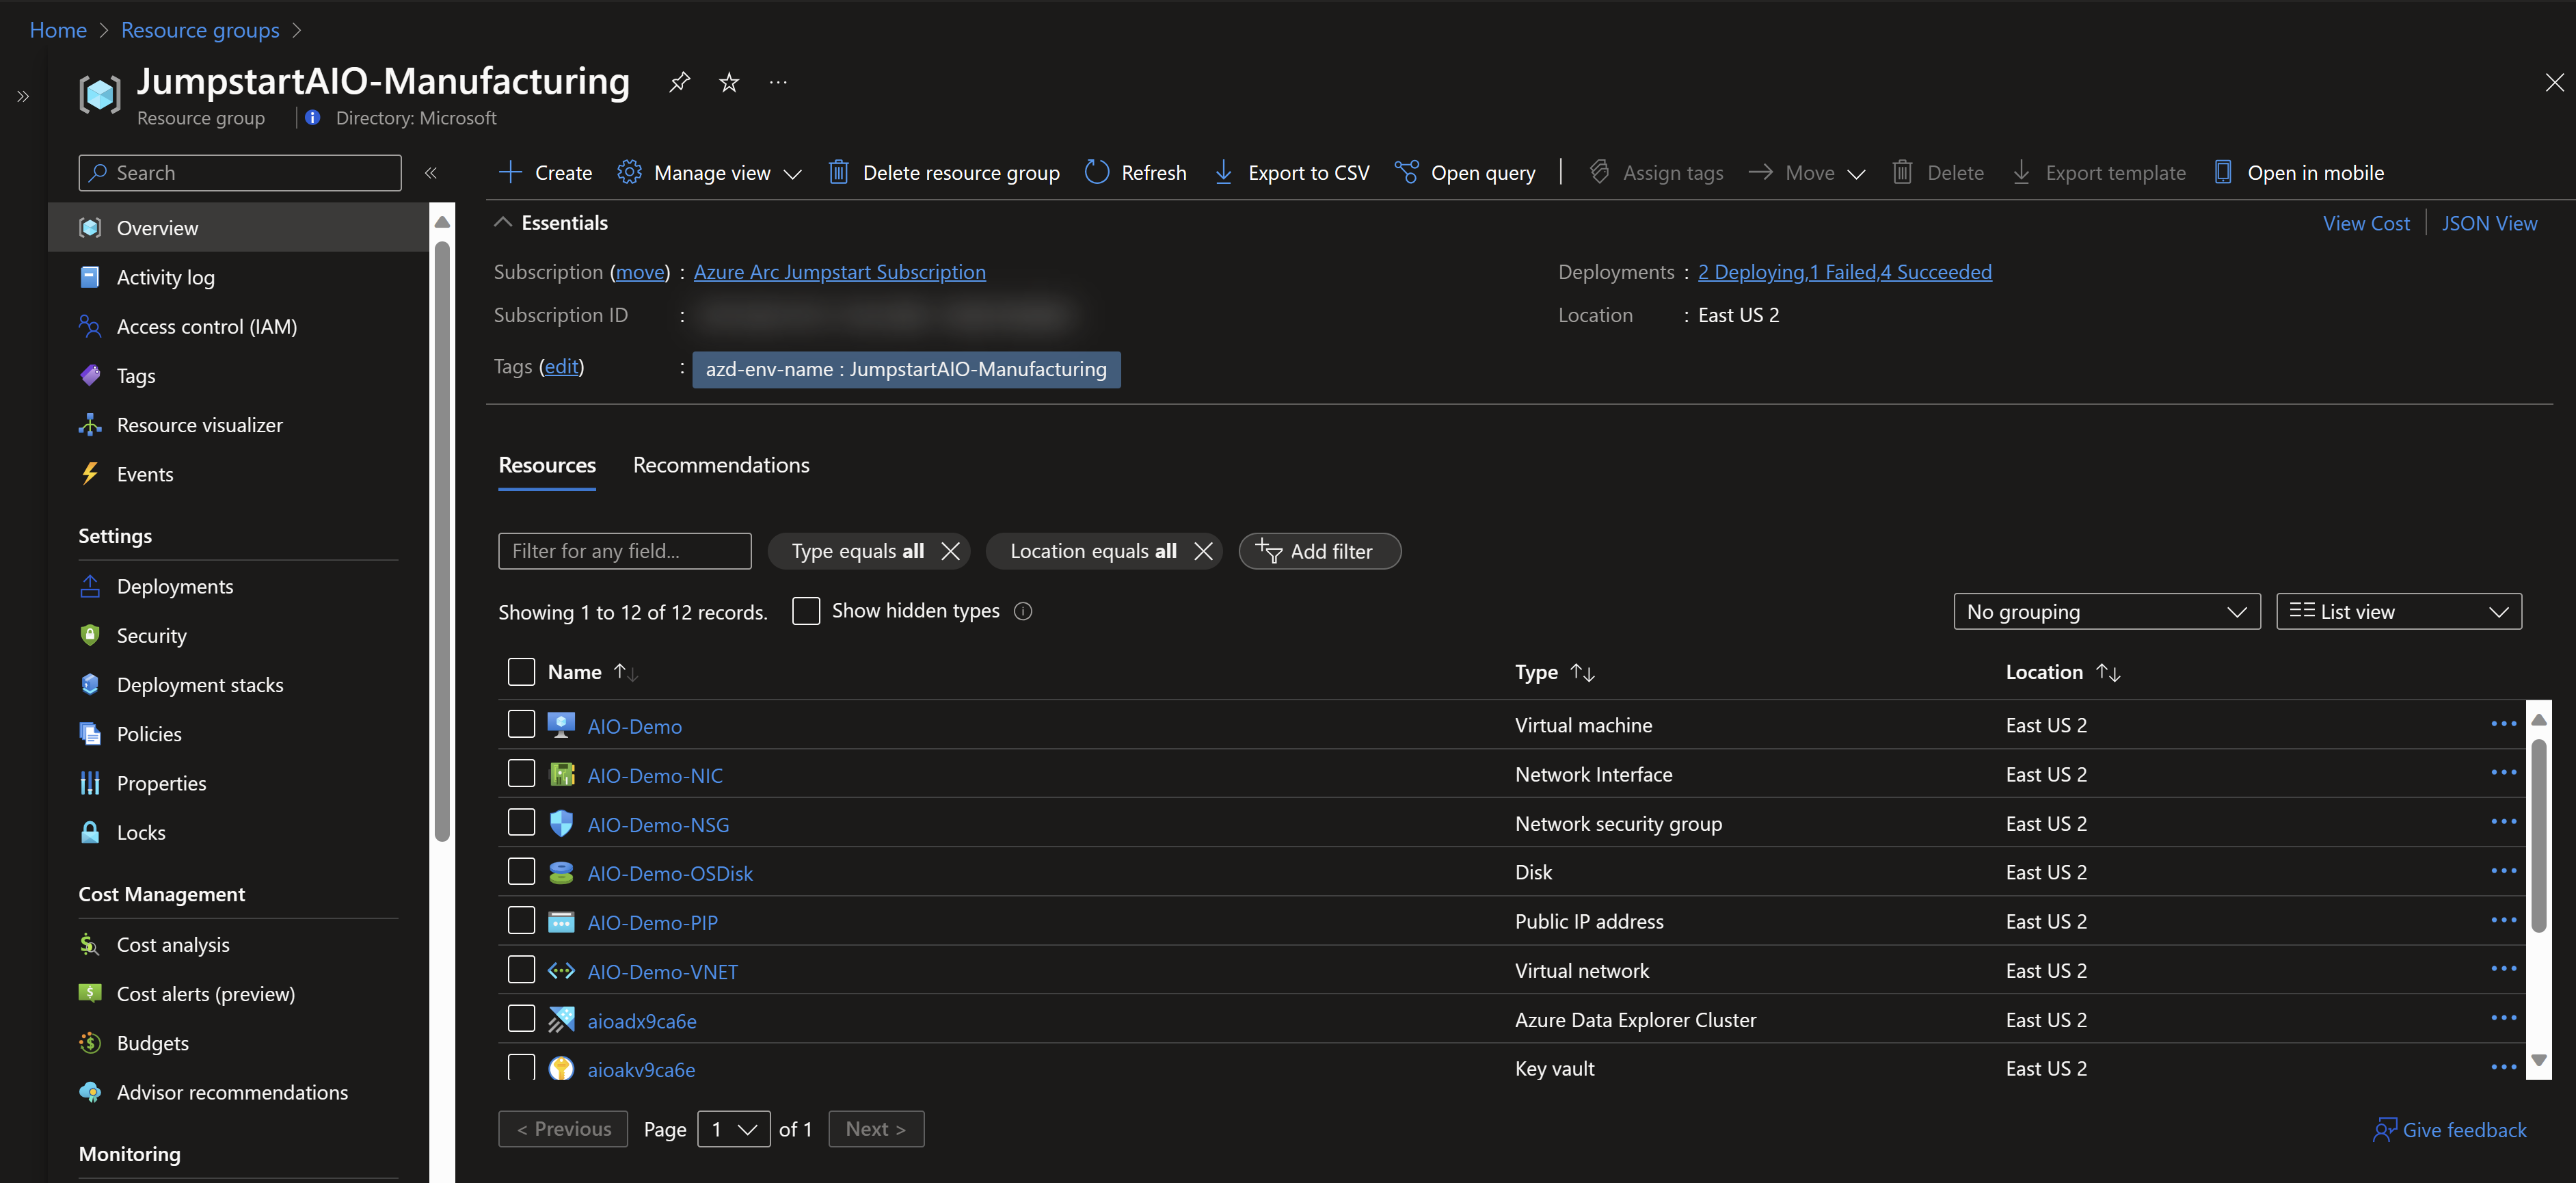 Home > Resource groups >
JumpstartAIO-Manufacturing
Resource group | Directory: Microsoft
Search
Create Manage view Delete resource group Refresh Export to CSV Open query | Assign tags Move Delete Export template Open in mobile
Overview
Activity log
Access control (IAM)
Tags
Resource visualizer
Events
Settings
Deployments
Security
Deployment stacks
Policies
Properties
Locks
Cost Management
Cost analysis
Cost alerts (preview)
Budgets
Advisor recommendations
Monitoring
Essentials
View Cost | JSON View
Subscription (move) : Azure Arc Jumpstart Subscription
Deployments : 2 Deploying,1 Failed,4 Succeeded
Subscription ID :
Location : East US 2
Tags (edit) : azd-env-name : JumpstartAIO-Manufacturing
Resources Recommendations
Filter for any field... Type equals all Location equals all Add filter
Showing 1 to 12 of 12 records. Show hidden types
No grouping List view
Name Type Location
AIO-Demo Virtual machine East US 2
AIO-Demo-NIC Network Interface East US 2
AIO-Demo-NSG Network security group East US 2
AIO-Demo-OSDisk Disk East US 2
AIO-Demo-PIP Public IP address East US 2
AIO-Demo-VNET Virtual network East US 2
aioadx9ca6e Azure Data Explorer Cluster East US 2
aioakv9ca6e Key vault East US 2
< Previous Page 1 of 1 Next >
Give feedback